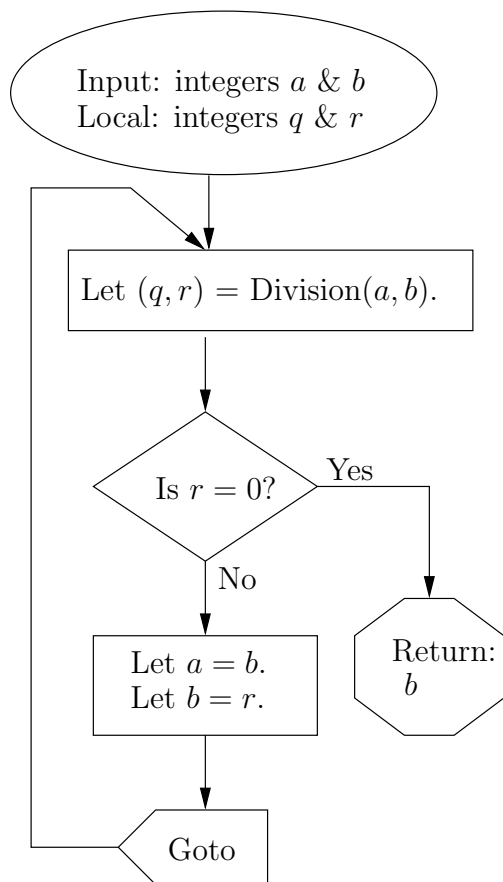 Input: integers a & b
Local: integers q & r
Let (q, r) = Division(a, b).
Is r = 0?
Yes
No
Let a = b.
Let b = r.
Return:
b
Goto